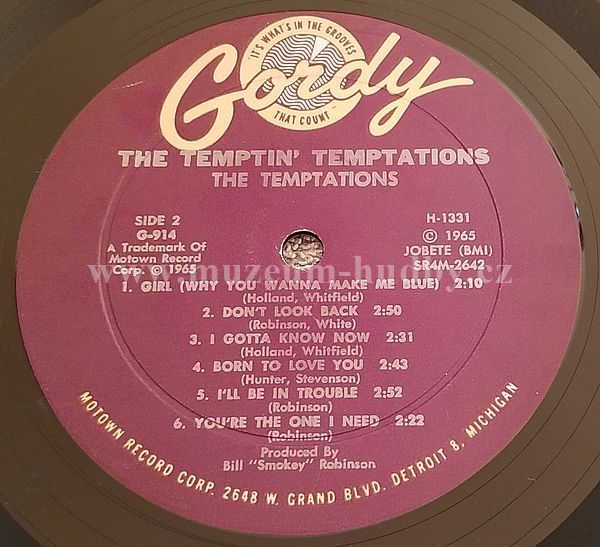 "IT'S WHAT'S IN THE GROOVES
Gordy
THAT COUNT"
THE TEMPTIN' TEMPTATIONS
THE TEMPTATIONS
SIDE 2
G-914
A Trademark Of
Motown Record
Corp. © 1965
H-1331
© 1965
JOBETE (BMI)
SR4M-2642
www.muzeum-hudby.cz
1. GIRL (WHY YOU WANNA MAKE ME BLUE) 2:10
(Holland, Whitfield)
2. DON'T LOOK BACK 2:50
(Robinson, White)
3. I GOTTA KNOW NOW 2:31
(Holland, Whitfield)
4. BORN TO LOVE YOU 2:43
(Hunter, Stevenson)
5. I'LL BE IN TROUBLE 2:52
(Robinson)
6. YOU'RE THE ONE I NEED 2:22
(Robinson)
Produced By
Bill "Smokey" Robinson
MOTOWN RECORD CORP. 2648 W. GRAND BLVD. DETROIT 8, MICHIGAN